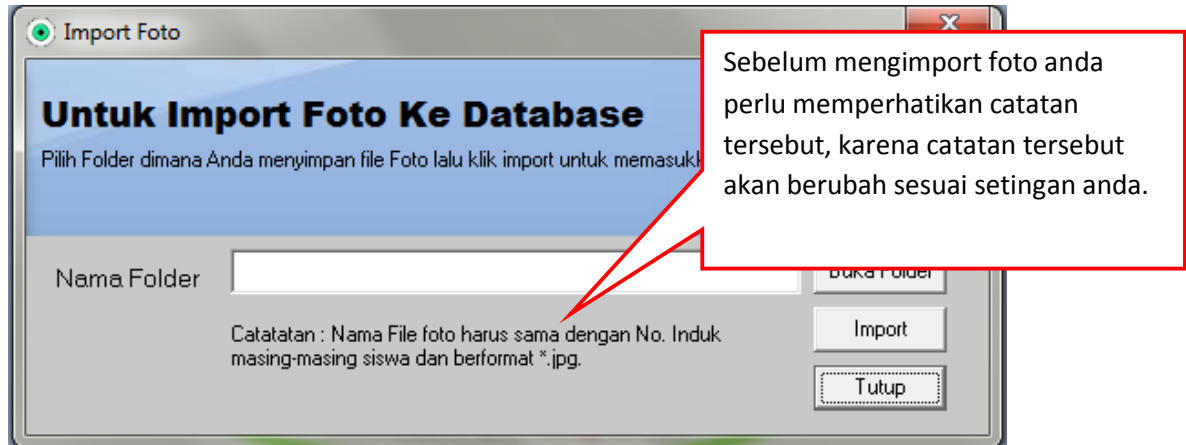 Import Foto
Untuk Import Foto Ke Database
Pilih Folder dimana Anda menyimpan file Foto lalu klik import untuk
Sebelum mengimport foto anda
perlu memperhatikan catatan
tersebut, karena catatan tersebut
akan berubah sesuai setingan anda.
Nama Folder
Buka Folder
Catatatan : Nama File foto harus sama dengan No. Induk
masing-masing siswa dan berformat *.jpg.
Import
Tutup